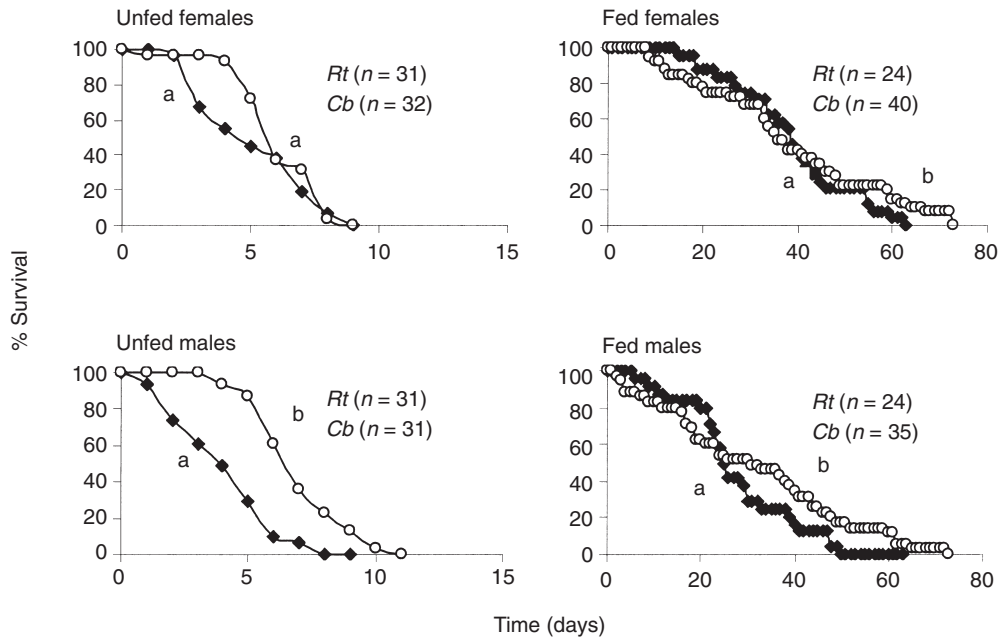 Unfed females
100
80
60
40
20
0
0 5 10 15
a
a
Rt (n = 31)
Cb (n = 32)
Fed females
100
80
60
40
20
0
0 20 40 60 80
a
b
Rt (n = 24)
Cb (n = 40)
% Survival
Unfed males
100
80
60
40
20
0
0 5 10 15
a
b
Rt (n = 31)
Cb (n = 31)
Fed males
100
80
60
40
20
0
0 20 40 60 80
a
b
Rt (n = 24)
Cb (n = 35)
Time (days)